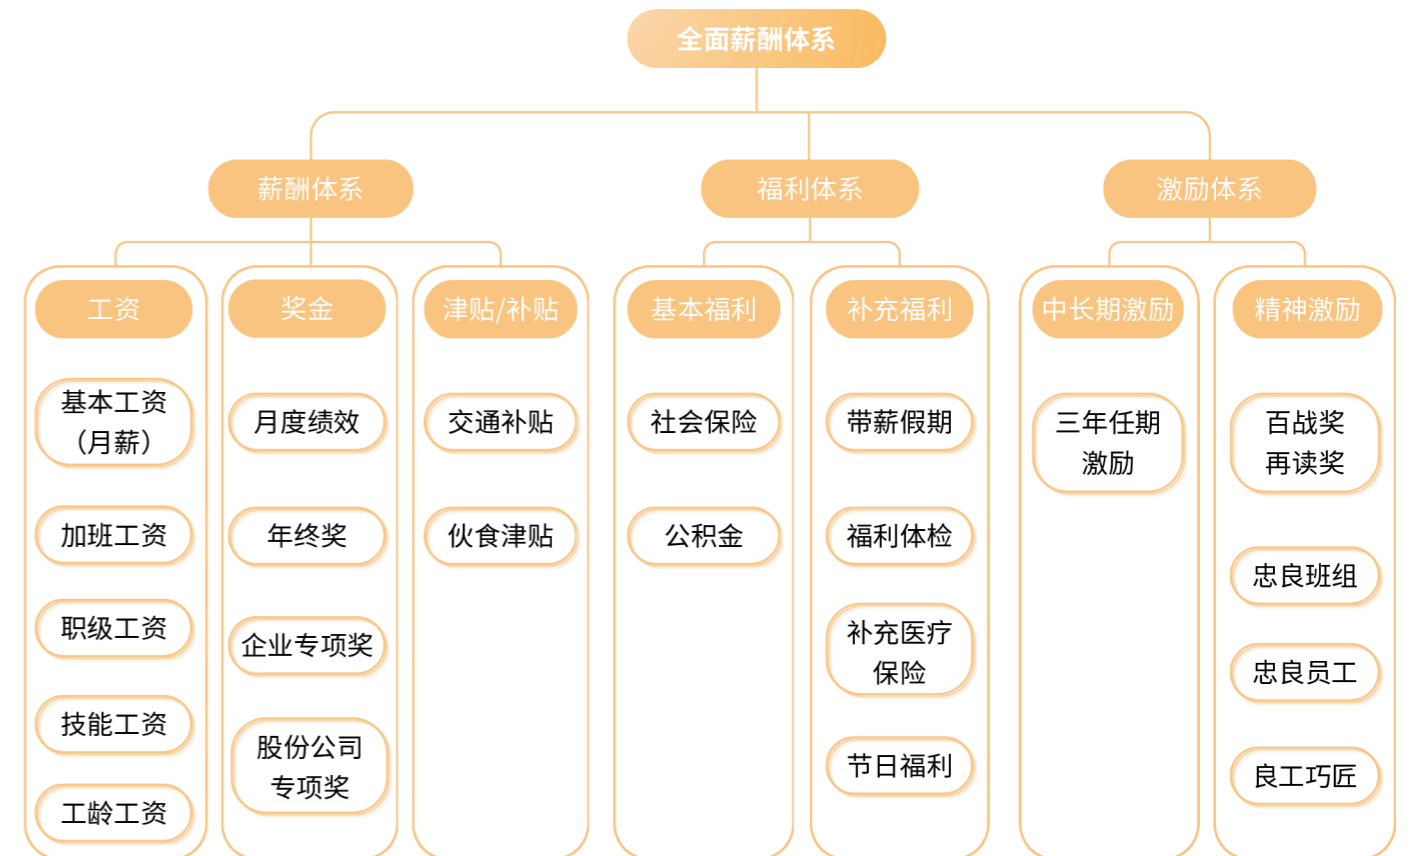 全面薪酬体系
薪酬体系
福利体系
激励体系
工资
奖金
津贴/补贴
基本福利
补充福利
中长期激励
精神激励
基本工资
（月薪）
加班工资
职级工资
技能工资
工龄工资
月度绩效
年终奖
企业专项奖
股份公司
专项奖
交通补贴
伙食津贴
社会保险
公积金
带薪假期
福利体检
补充医疗
保险
节日福利
三年任期
激励
百战奖
再读奖
忠良班组
忠良员工
良工巧匠